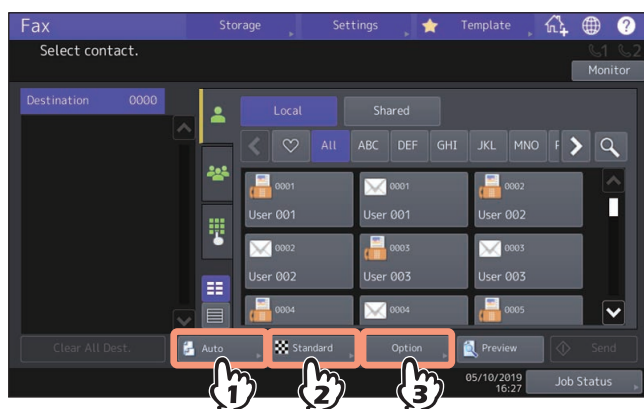 Fax
Storage
Settings
Template
?
Select contact.
1 2
Monitor
Destination 0000
Local
Shared
All ABC DEF GHI JKL MNO
0001
User 001
0001
User 001
0002
User 002
0002
User 002
0003
User 003
0003
User 003
0004
0004
0005
Clear All Dest.
Auto
Standard
Option
Preview
Send
1
2
3
05/10/2019
16:27
Job Status